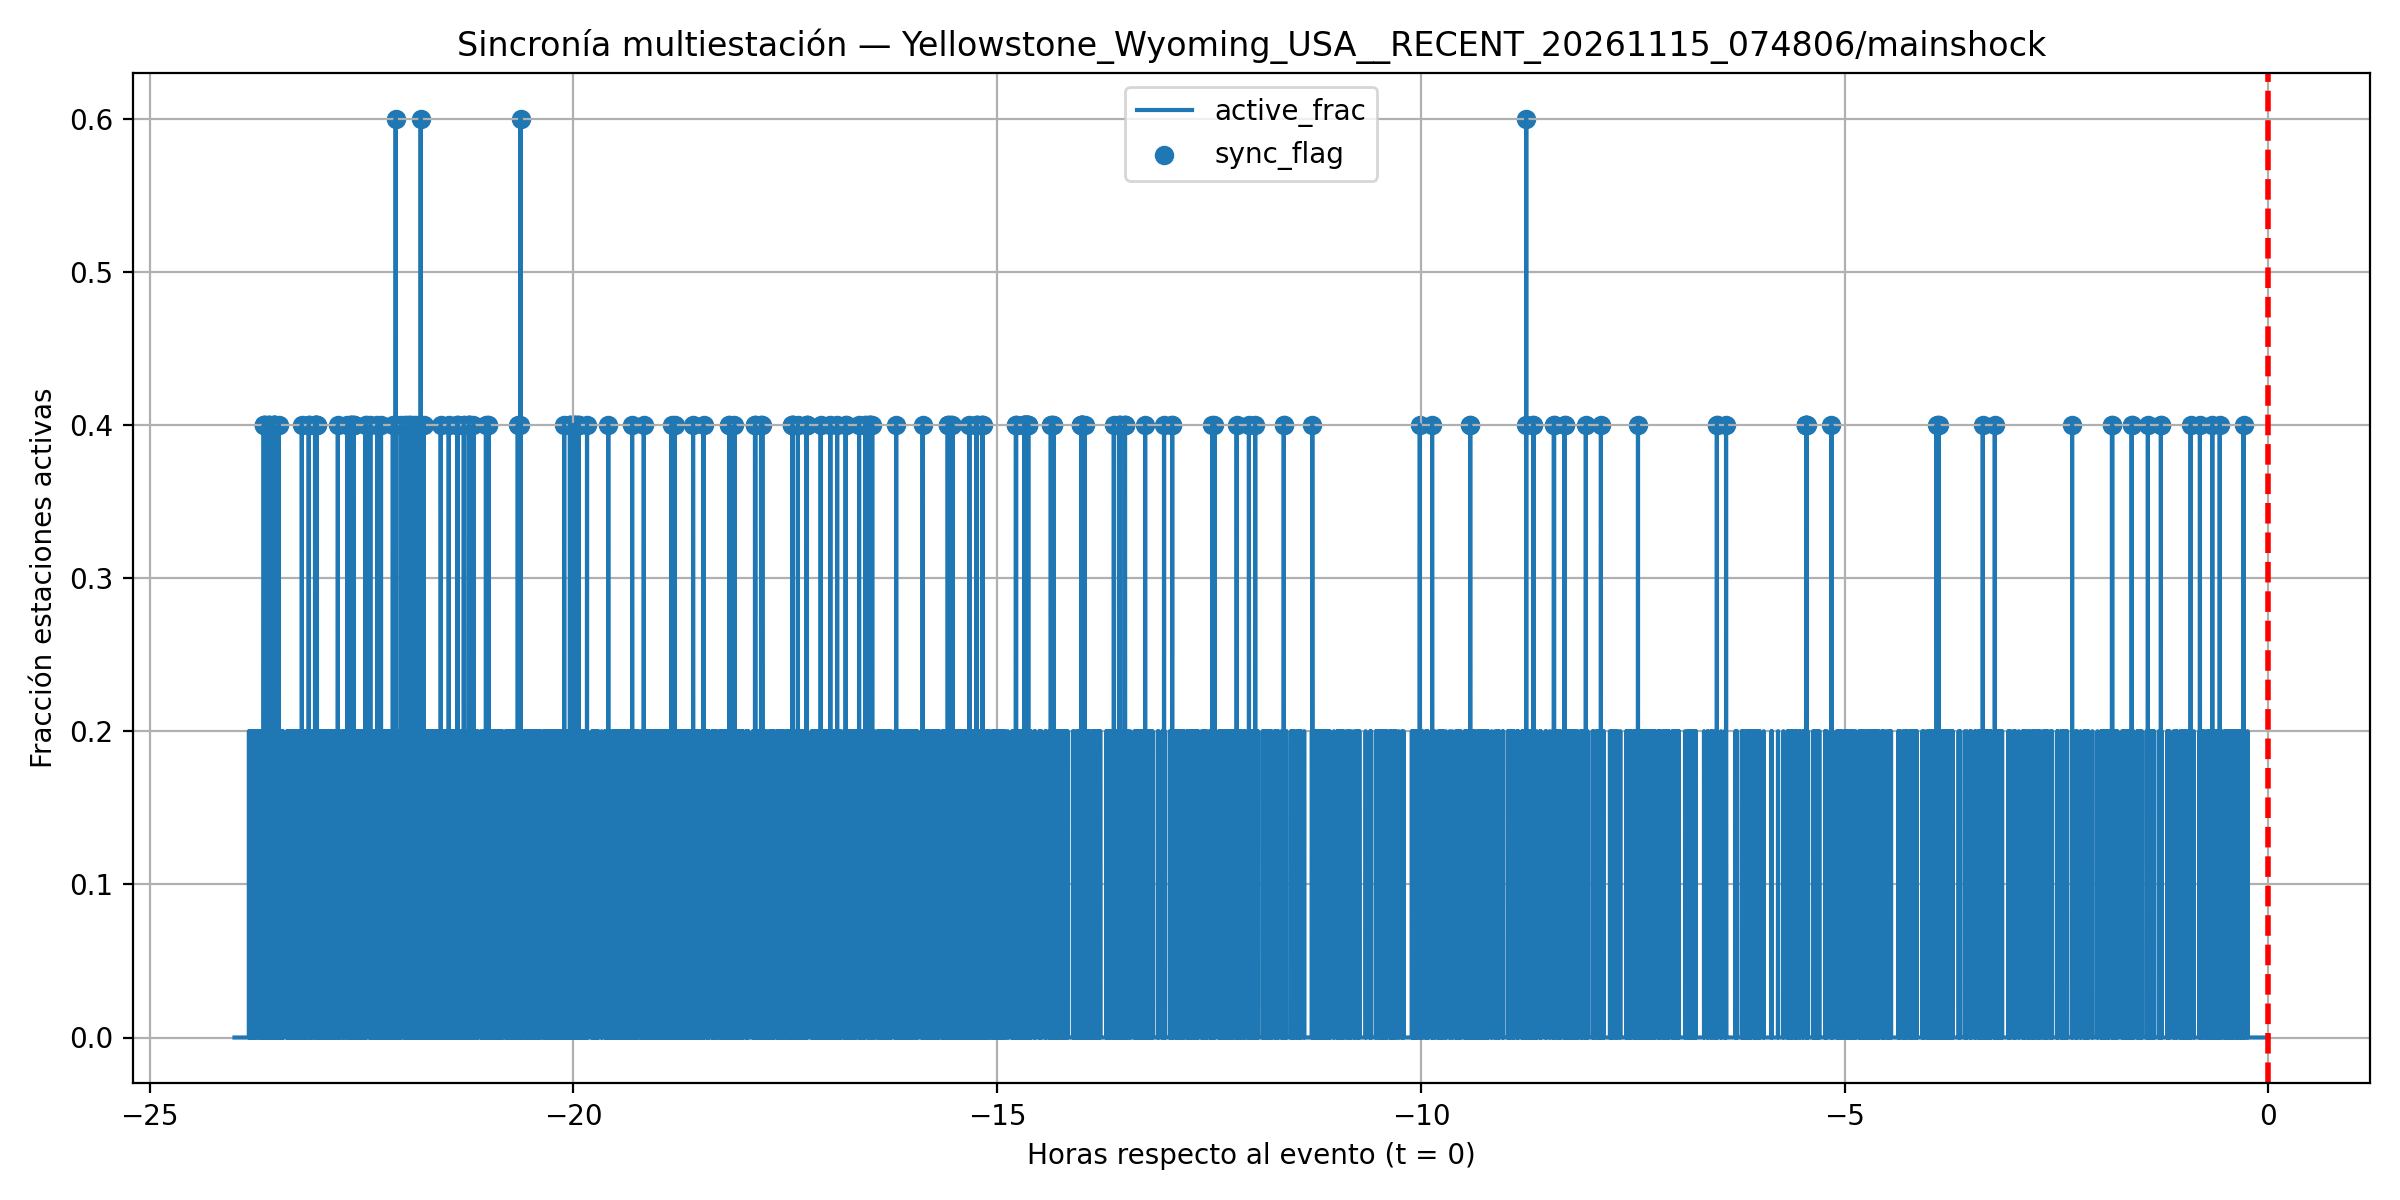 Sincronía multiestación — Yellowstone_Wyoming_USA__RECENT_20261115_074806/mainshock
active_frac
sync_flag
Fracción estaciones activas
0.6
0.5
0.4
0.3
0.2
0.1
0.0
−25
−20
−15
−10
−5
0
Horas respecto al evento (t = 0)